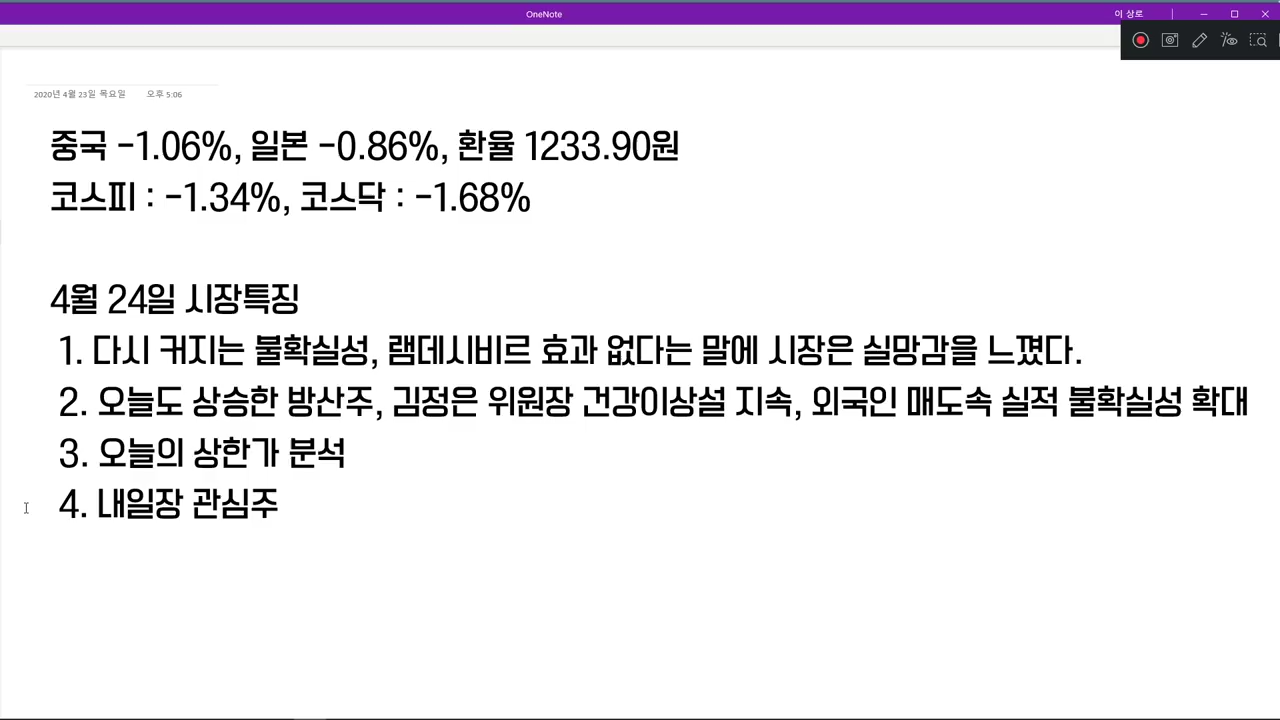 OneNote
이 상로
2020년 4월 23일 목요일 오후 5:06
중국 -1.06%, 일본 -0.86%, 환율 1233.90원
코스피 : -1.34%, 코스닥 : -1.68%
4월 24일 시장특징
1. 다시 커지는 불확실성, 램데시비르 효과 없다는 말에 시장은 실망감을 느꼈다.
2. 오늘도 상승한 방산주, 김정은 위원장 건강이상설 지속, 외국인 매도속 실적 불확실성 확대
3. 오늘의 상한가 분석
4. 내일장 관심주